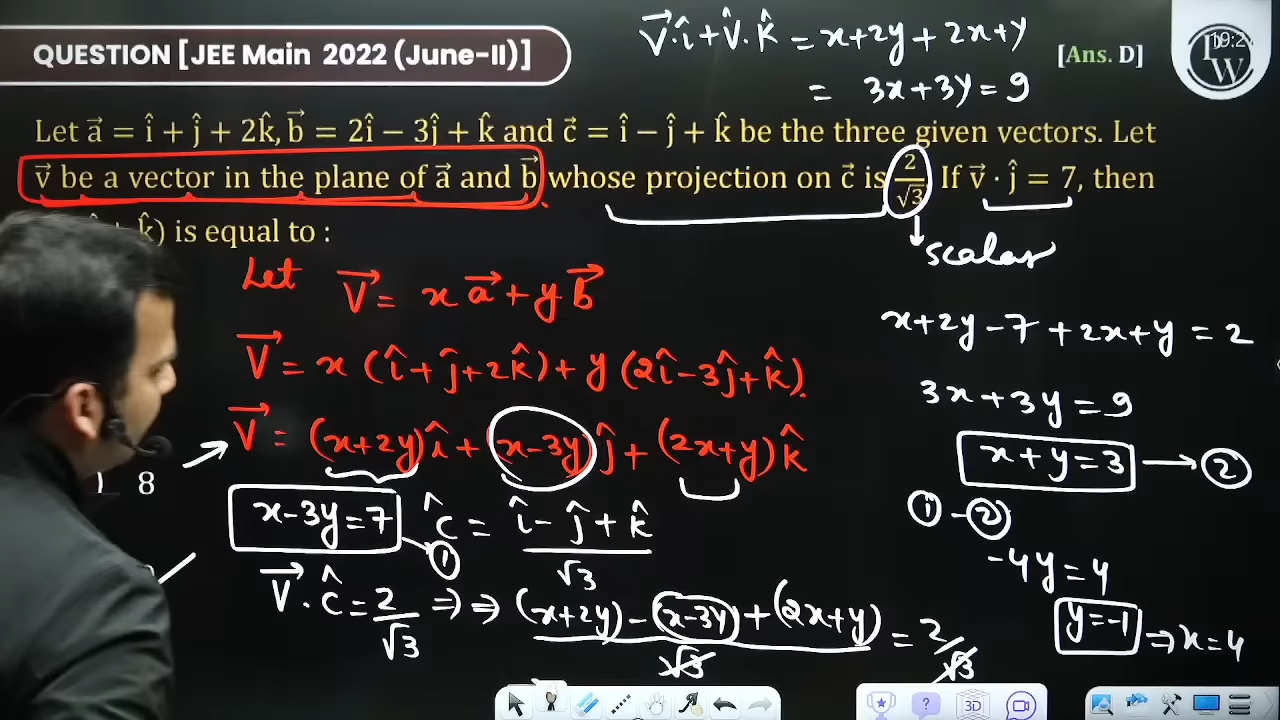 QUESTION [JEE Main 2022 (June-II)]
[Ans. D]
19:2
W
V⃗·î+V⃗·k̂ = x+2y+2x+y
= 3x+3y=9
Let a⃗ = î + ĵ + 2k̂, b⃗ = 2î − 3ĵ + k̂ and c⃗ = î − ĵ + k̂ be the three given vectors. Let
v⃗ be a vector in the plane of a⃗ and b⃗ whose projection on c⃗ is 2/√3. If v⃗ · ĵ = 7, then
k̂) is equal to :
scalar
Let V⃗ = x a⃗ + y b⃗
V⃗ = x (î+ĵ+2k̂)+ y (2î−3ĵ+k̂).
V⃗ = (x+2y)î+ (x−3y)ĵ+ (2x+y)k̂
8
x−3y=7 ①
ĉ = î−ĵ+k̂/√3
V⃗·ĉ = 2/√3 ⇒ ⇒ (x+2y)−(x−3y)+(2x+y)/√3 = 2/√3
x+2y−7+2x+y=2
3x+3y=9
x+y=3 → ②
①−②
−4y=4
y=−1 ⇒ x=4
?
3D